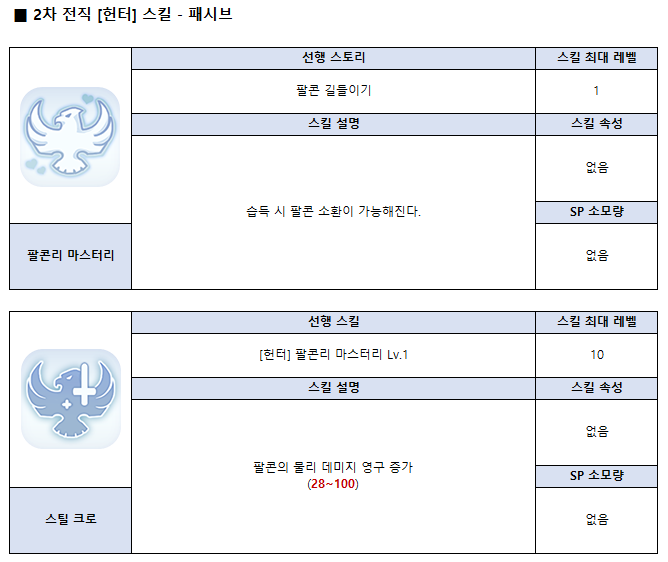 ■ 2차 전직 [헌터] 스킬 - 패시브
선행 스토리
스킬 최대 레벨
팔콘 길들이기
1
스킬 설명
스킬 속성
없음
습득 시 팔콘 소환이 가능해진다.
SP 소모량
팔콘리 마스터리
없음
선행 스킬
스킬 최대 레벨
[헌터] 팔콘리 마스터리 Lv.1
10
스킬 설명
스킬 속성
없음
팔콘의 물리 데미지 영구 증가
(28~100)
SP 소모량
스틸 크로
없음